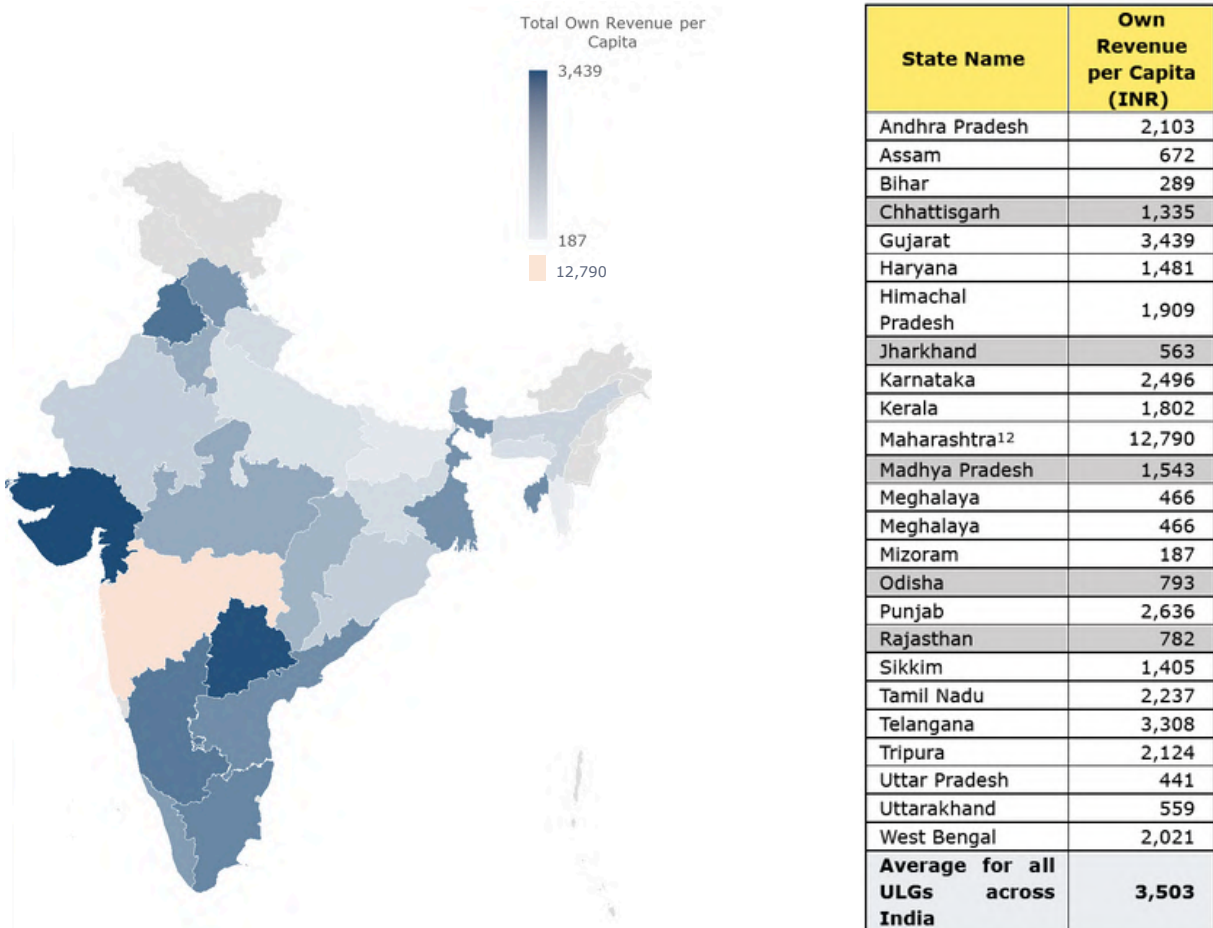 Total Own Revenue per
Capita
3,439
187
12,790
State Name
Own
Revenue
per Capita
(INR)
Andhra Pradesh 2,103
Assam 672
Bihar 289
Chhattisgarh 1,335
Gujarat 3,439
Haryana 1,481
Himachal
Pradesh 1,909
Jharkhand 563
Karnataka 2,496
Kerala 1,802
Maharashtra12 12,790
Madhya Pradesh 1,543
Meghalaya 466
Meghalaya 466
Mizoram 187
Odisha 793
Punjab 2,636
Rajasthan 782
Sikkim 1,405
Tamil Nadu 2,237
Telangana 3,308
Tripura 2,124
Uttar Pradesh 441
Uttarakhand 559
West Bengal 2,021
Average for all
ULGs across
India 3,503